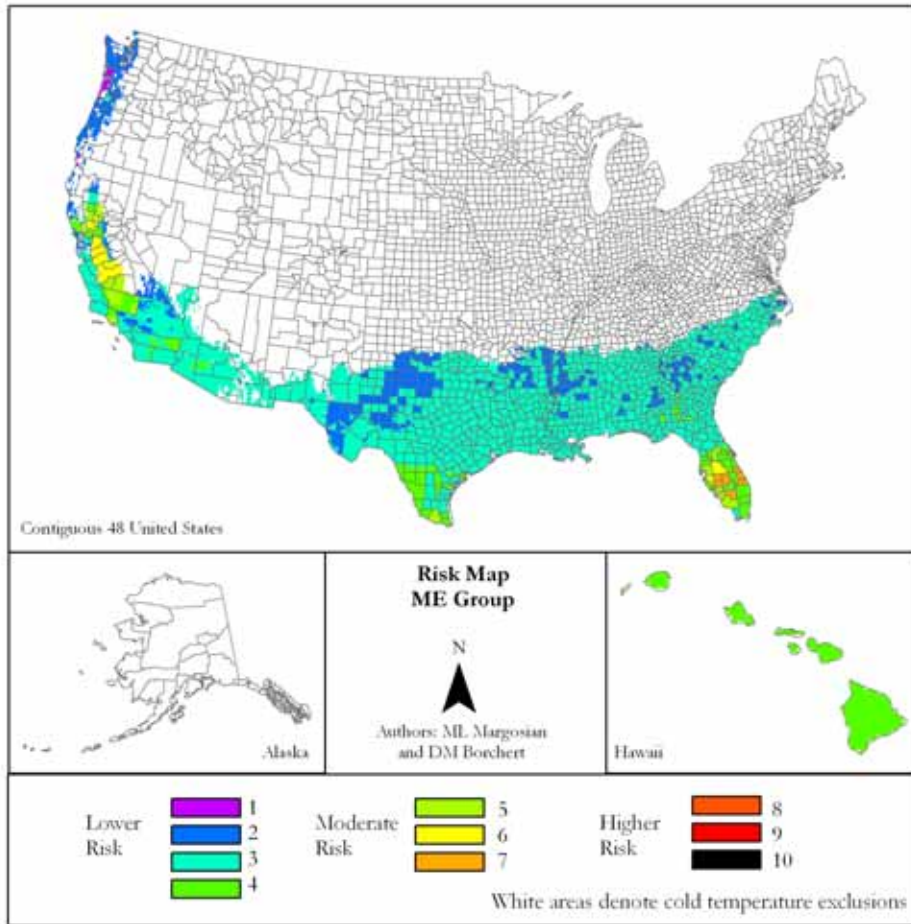 Contiguous 48 United States
Alaska
Risk Map
ME Group
N
Authors: ML Margosian
and DM Borchert
Hawaii
Lower
Risk
1
2
3
4
Moderate
Risk
5
6
7
Higher
Risk
8
9
10
White areas denote cold temperature exclusions